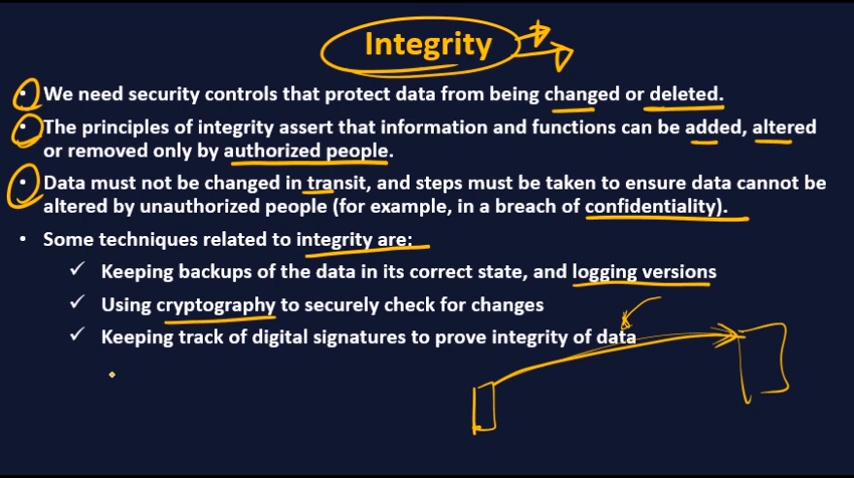 Integrity
• We need security controls that protect data from being changed or deleted.
• The principles of integrity assert that information and functions can be added, altered
or removed only by authorized people.
• Data must not be changed in transit, and steps must be taken to ensure data cannot be
altered by unauthorized people (for example, in a breach of confidentiality).
• Some techniques related to integrity are:
✓ Keeping backups of the data in its correct state, and logging versions
✓ Using cryptography to securely check for changes
✓ Keeping track of digital signatures to prove integrity of data